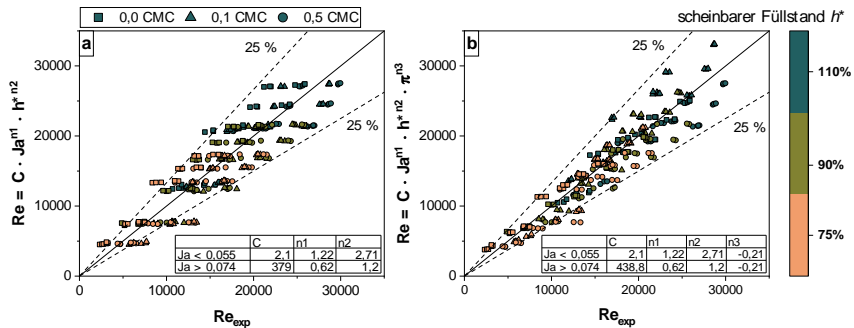 0,0 CMC 0,1 CMC 0,5 CMC
scheinbarer Füllstand h*
a
25 %
25 %
Re = C · Ja^n1 · h*^n2
30000
20000
10000
0
C n1 n2
Ja < 0,055 2,1 1,22 2,71
Ja > 0,074 379 0,62 1,2
0 10000 20000 30000
Re_exp
b
25 %
25 %
Re = C · Ja^n1 · h*^n2 · π^n3
30000
20000
10000
0
C n1 n2 n3
Ja < 0,055 2,1 1,22 2,71 -0,21
Ja > 0,074 438,8 0,62 1,2 -0,21
0 10000 20000 30000
Re_exp
110%
90%
75%